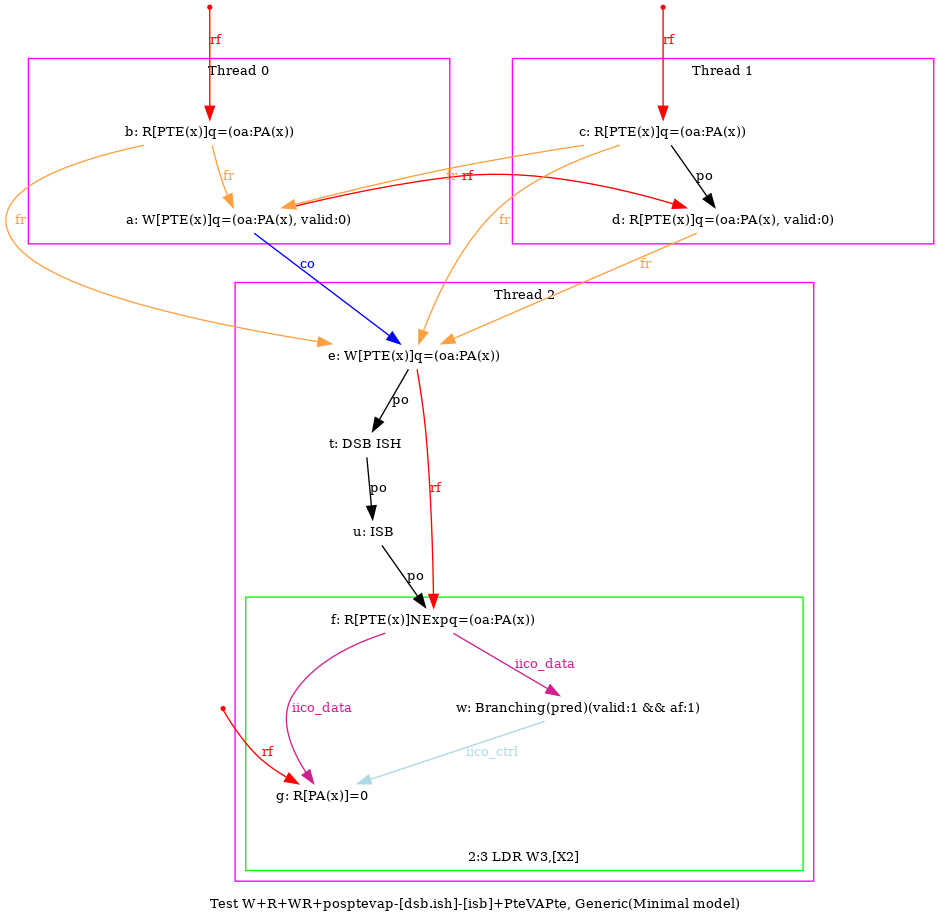 rf
rf
Thread 0
Thread 1
b: R[PTE(x)]q=(oa:PA(x))
c: R[PTE(x)]q=(oa:PA(x))
fr
fr
rf
po
fr
fr
a: W[PTE(x)]q=(oa:PA(x), valid:0)
d: R[PTE(x)]q=(oa:PA(x), valid:0)
co
fr
Thread 2
e: W[PTE(x)]q=(oa:PA(x))
po
t: DSB ISH
po
rf
u: ISB
po
f: R[PTE(x)]NExpq=(oa:PA(x))
iico_data
iico_data
w: Branching(pred)(valid:1 && af:1)
rf
iico_ctrl
g: R[PA(x)]=0
2:3 LDR W3,[X2]
Test W+R+WR+posptevap-[dsb.ish]-[isb]+PteVAPte, Generic(Minimal model)